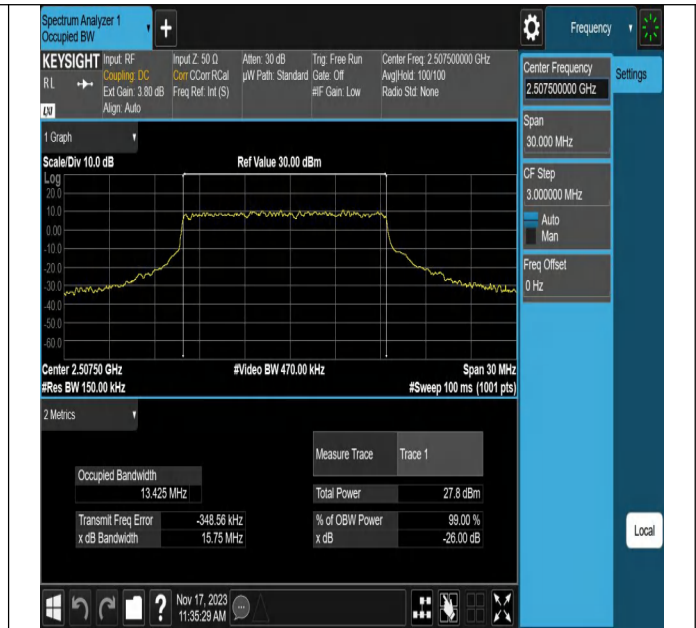 Spectrum Analyzer 1
Occupied BW
Frequency
KEYSIGHT
RL
LXI
Input: RF
Coupling: DC
Ext Gain: 3.80 dB
Align: Auto
Input Z: 50 Ω
Corr CCorr RCal
Freq Ref: Int (S)
Atten: 30 dB
µW Path: Standard
Trig: Free Run
Gate: Off
#IF Gain: Low
Center Freq: 2.507500000 GHz
Avg|Hold: 100/100
Radio Std: None
Center Frequency
2.507500000 GHz
Settings
Span
30.000 MHz
CF Step
3.000000 MHz
Auto
Man
Freq Offset
0 Hz
1 Graph
Scale/Div 10.0 dB
Ref Value 30.00 dBm
Log
20.0
10.0
0.00
-10.0
-20.0
-30.0
-40.0
-50.0
-60.0
Center 2.50750 GHz
#Video BW 470.00 kHz
Span 30 MHz
#Res BW 150.00 kHz
#Sweep 100 ms (1001 pts)
2 Metrics
Measure Trace
Trace 1
Occupied Bandwidth
13.425 MHz
Total Power
27.8 dBm
Transmit Freq Error
-348.56 kHz
% of OBW Power
99.00 %
x dB Bandwidth
15.75 MHz
x dB
-26.00 dB
Local
?
Nov 17, 2023
11:35:29 AM